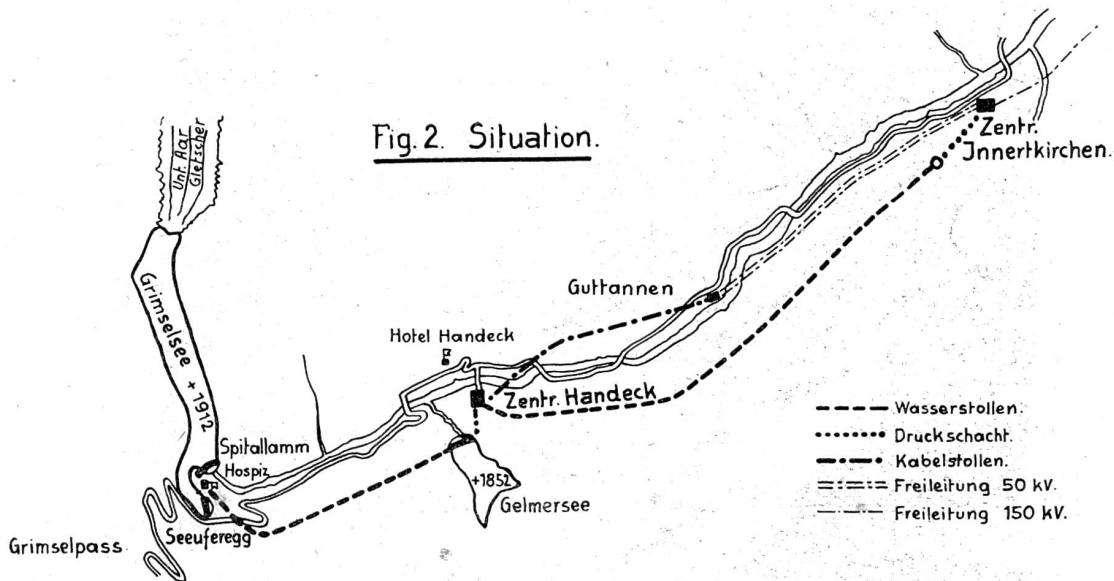 Fig. 2. Situation.
Unt. Aar
Gletscher
Zentr.
Innertkirchen.
Grimselsee +1912
Guttannen
Hotel Handeck
Zentr. Handeck
Spitallamm
Hospiz
+1852
Gelmersee
Seeuferegg
Grimselpass
Wasserstollen.
Druckschacht.
Kabelstollen.
Freileitung 50 kV.
Freileitung 150 kV.